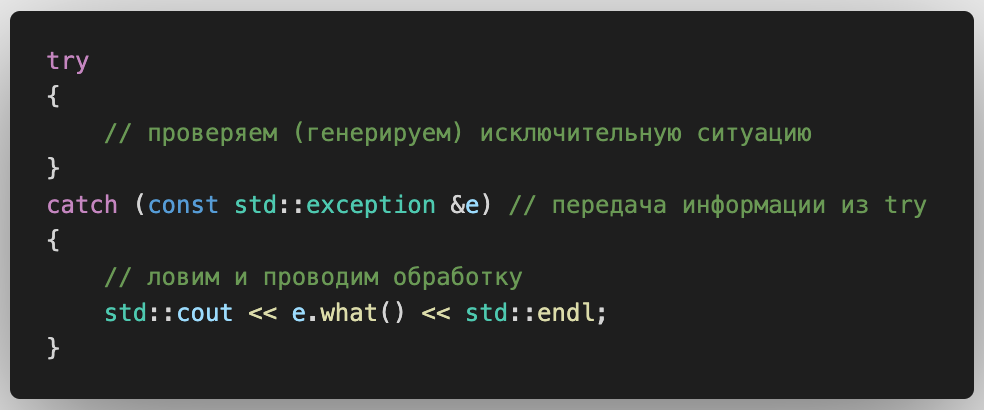 try
{
// проверяем (генерируем) исключительную ситуацию
}
catch (const std::exception &e) // передача информации из try
{
// ловим и проводим обработку
std::cout << e.what() << std::endl;
}